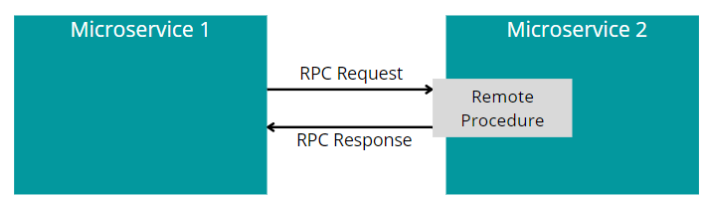 Microservice 1
Microservice 2
RPC Request
Remote
Procedure
RPC Response